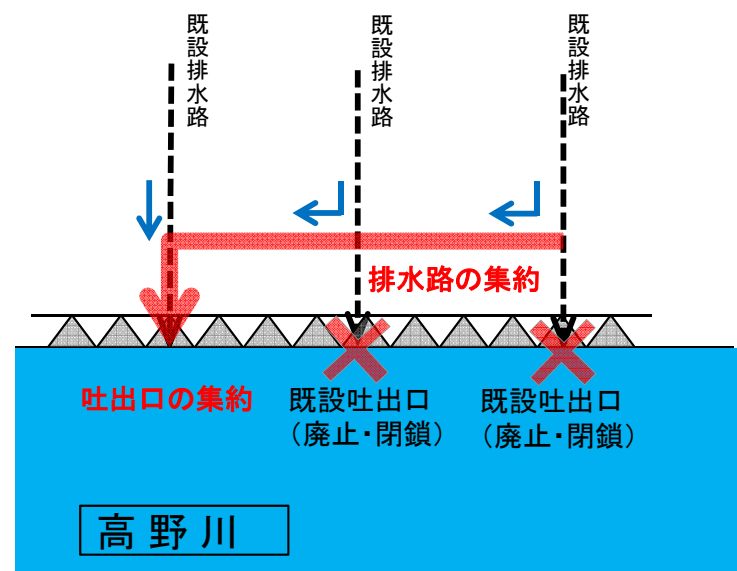 既設排水路
既設排水路
既設排水路
排水路の集約
吐出口の集約
既設吐出口
（廃止・閉鎖）
既設吐出口
（廃止・閉鎖）
高野川